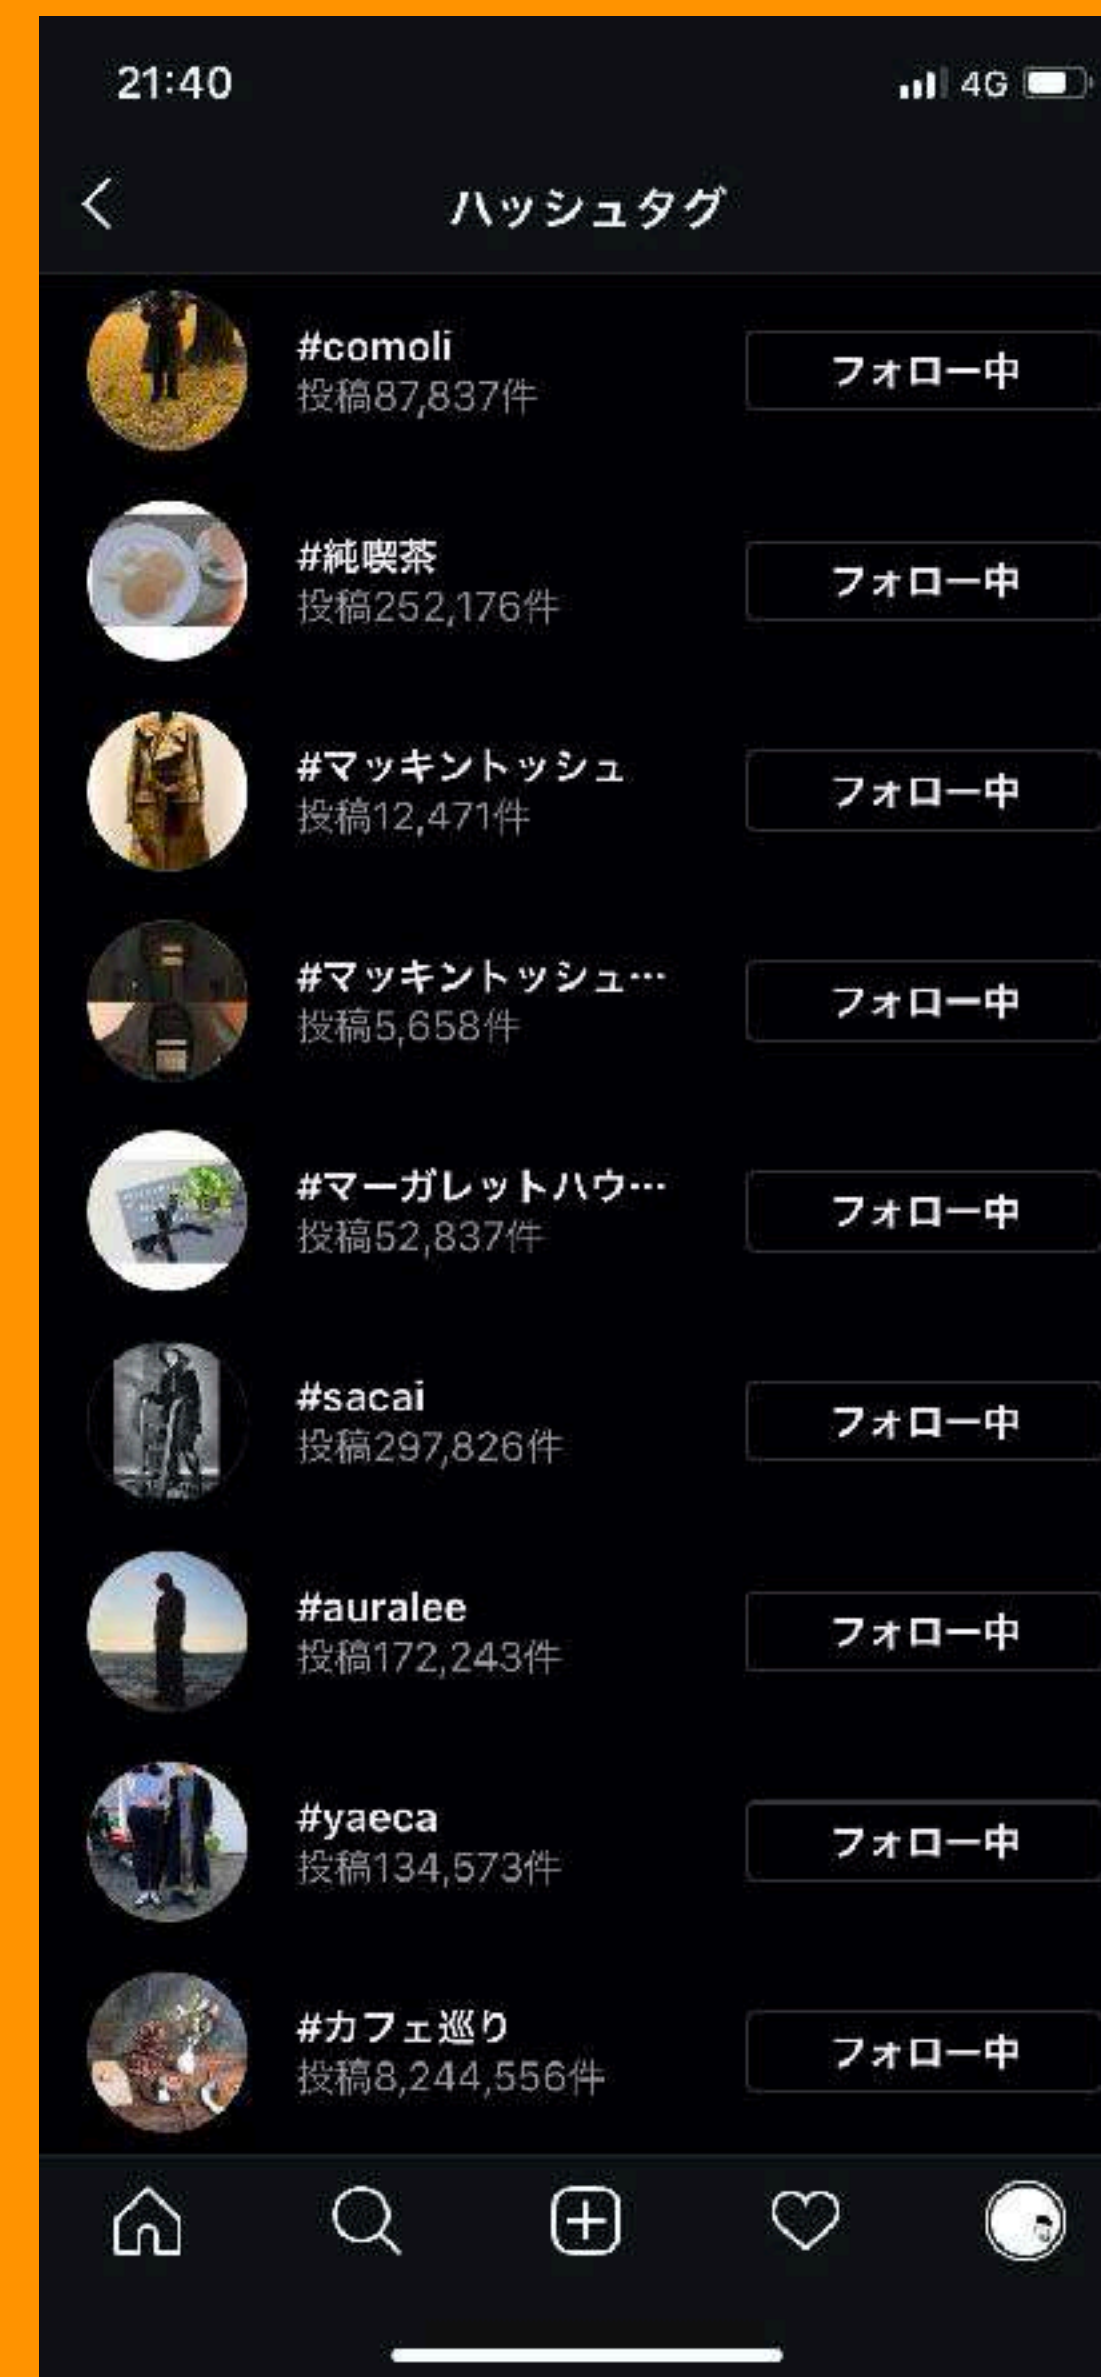 21:40
4G
ハッシュタグ
#comoli
投稿87,837件
フォロー中
#純喫茶
投稿252,176件
フォロー中
#マッキントッシュ
投稿12,471件
フォロー中
#マッキントッシュ…
投稿5,658件
フォロー中
#マーガレットハウ…
投稿52,837件
フォロー中
#sacai
投稿297,826件
フォロー中
#auralee
投稿172,243件
フォロー中
#yaeca
投稿134,573件
フォロー中
#カフェ巡り
投稿8,244,556件
フォロー中